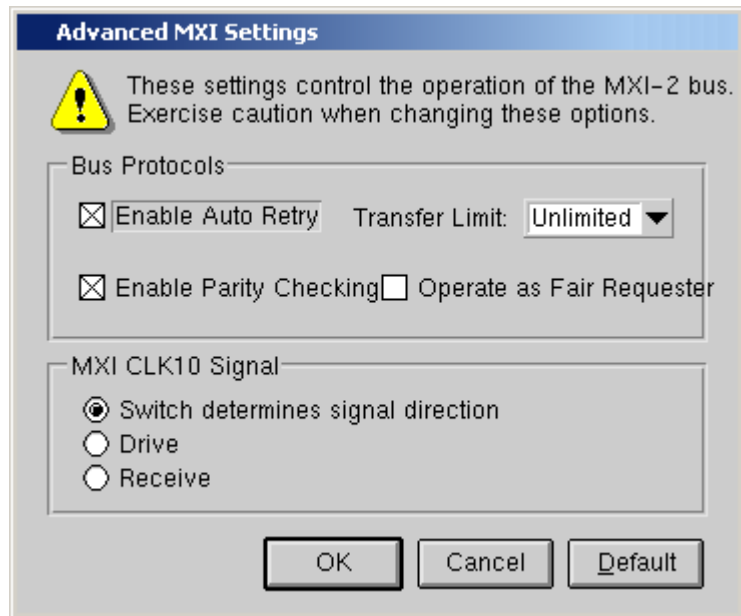 Advanced MXI Settings
These settings control the operation of the MXI-2 bus.
Exercise caution when changing these options.
Bus Protocols
Enable Auto Retry Transfer Limit: Unlimited
Enable Parity Checking Operate as Fair Requester
MXI CLK10 Signal
Switch determines signal direction
Drive
Receive
OK Cancel Default